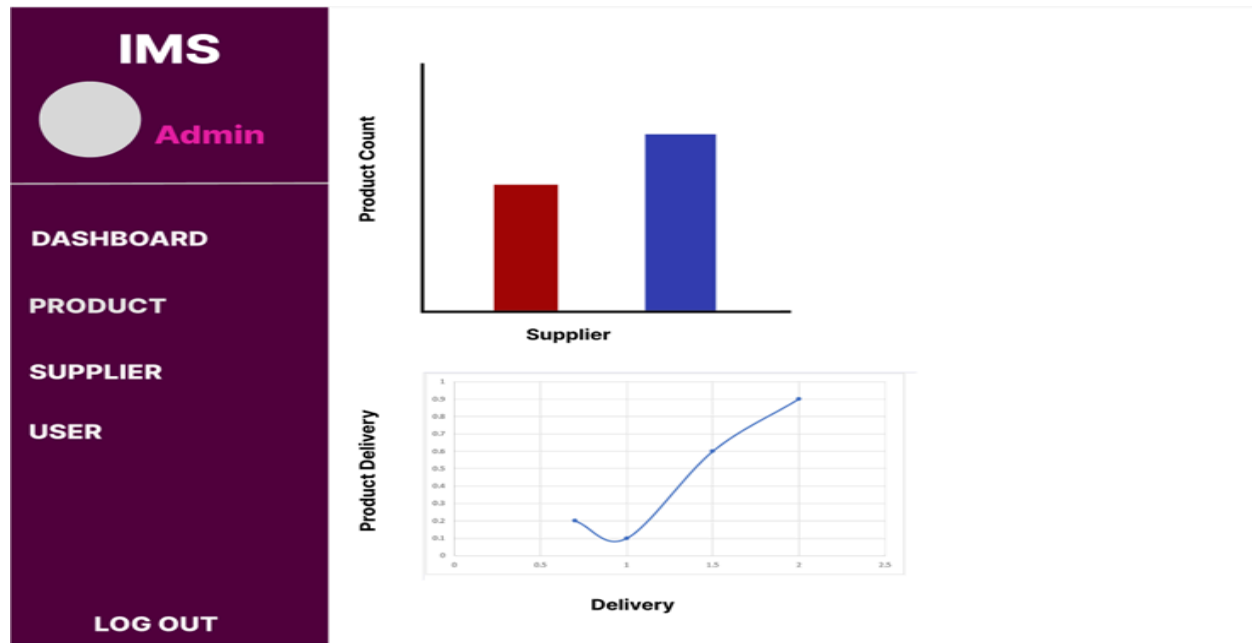 IMS
Admin
DASHBOARD
PRODUCT
SUPPLIER
USER
LOG OUT
Product Count
Supplier
Product Delivery
1
0.9
0.8
0.7
0.6
0.5
0.4
0.3
0.2
0.1
0
0 0.5 1 1.5 2 2.5
Delivery